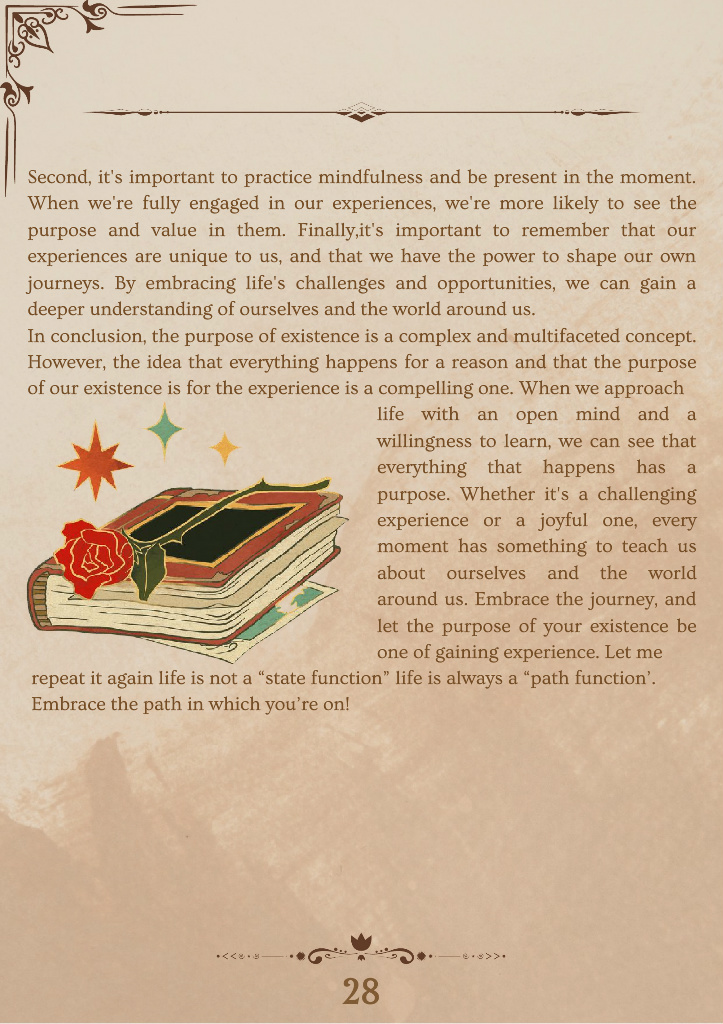 Second, it's important to practice mindfulness and be present in the moment.
When we're fully engaged in our experiences, we're more likely to see the
purpose and value in them. Finally,it's important to remember that our
experiences are unique to us, and that we have the power to shape our own
journeys. By embracing life's challenges and opportunities, we can gain a
deeper understanding of ourselves and the world around us.
In conclusion, the purpose of existence is a complex and multifaceted concept.
However, the idea that everything happens for a reason and that the purpose
of our existence is for the experience is a compelling one. When we approach
life with an open mind and a
willingness to learn, we can see that
everything that happens has a
purpose. Whether it's a challenging
experience or a joyful one, every
moment has something to teach us
about ourselves and the world
around us. Embrace the journey, and
let the purpose of your existence be
one of gaining experience. Let me
repeat it again life is not a “state function” life is always a “path function’.
Embrace the path in which you’re on!
28